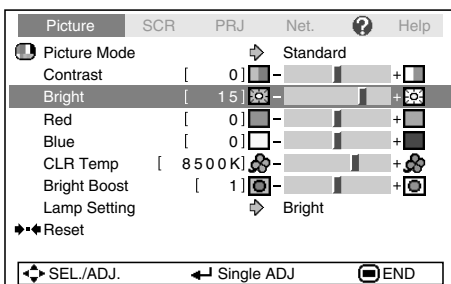 Picture SCR PRJ Net. ? Help
Picture Mode Standard
Contrast [ 0] - +
Bright [ 15] - +
Red [ 0] - +
Blue [ 0] - +
CLR Temp [ 8500K] - +
Bright Boost [ 1] - +
Lamp Setting Bright
Reset
SEL./ADJ. Single ADJ END